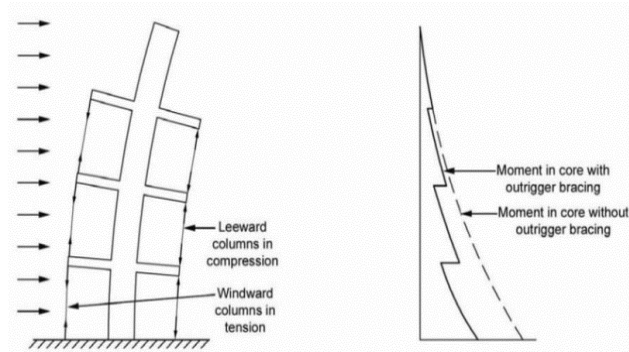 Leeward
columns in
compression
Windward
columns in
tension
Moment in core with
outrigger bracing
Moment in core without
outrigger bracing